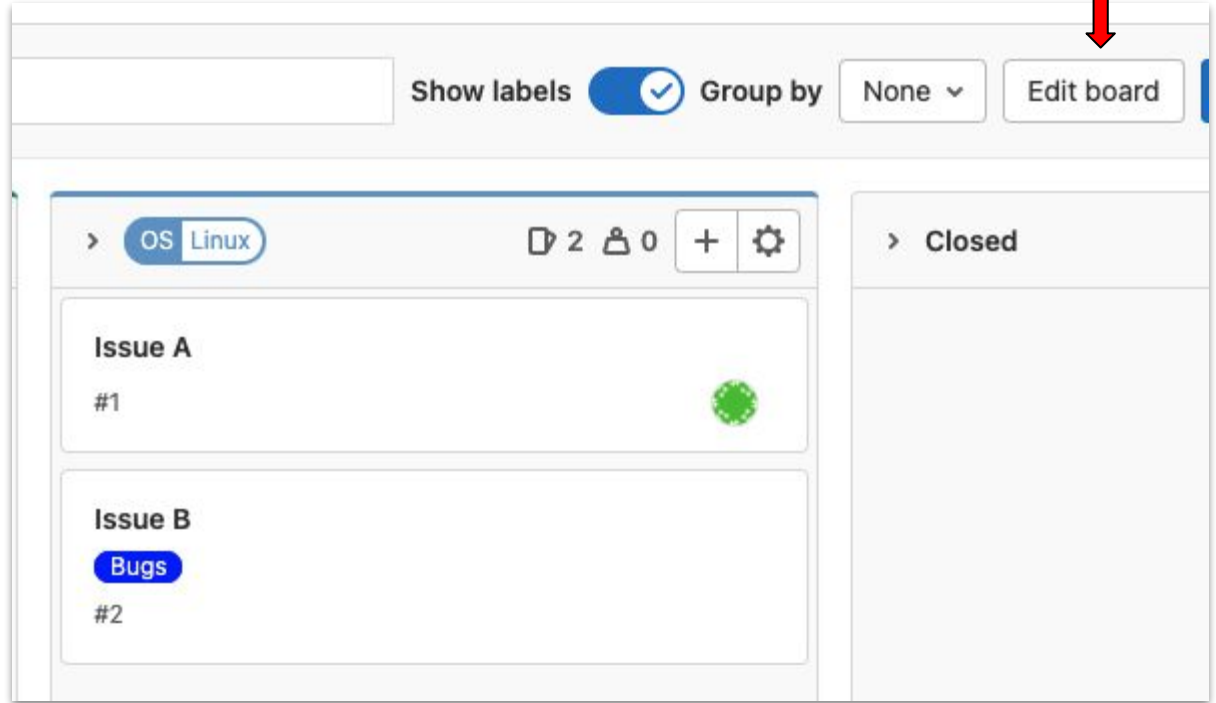 Show labels Group by None Edit board
OS Linux 2 0 Closed
Issue A
#1
Issue B
Bugs
#2